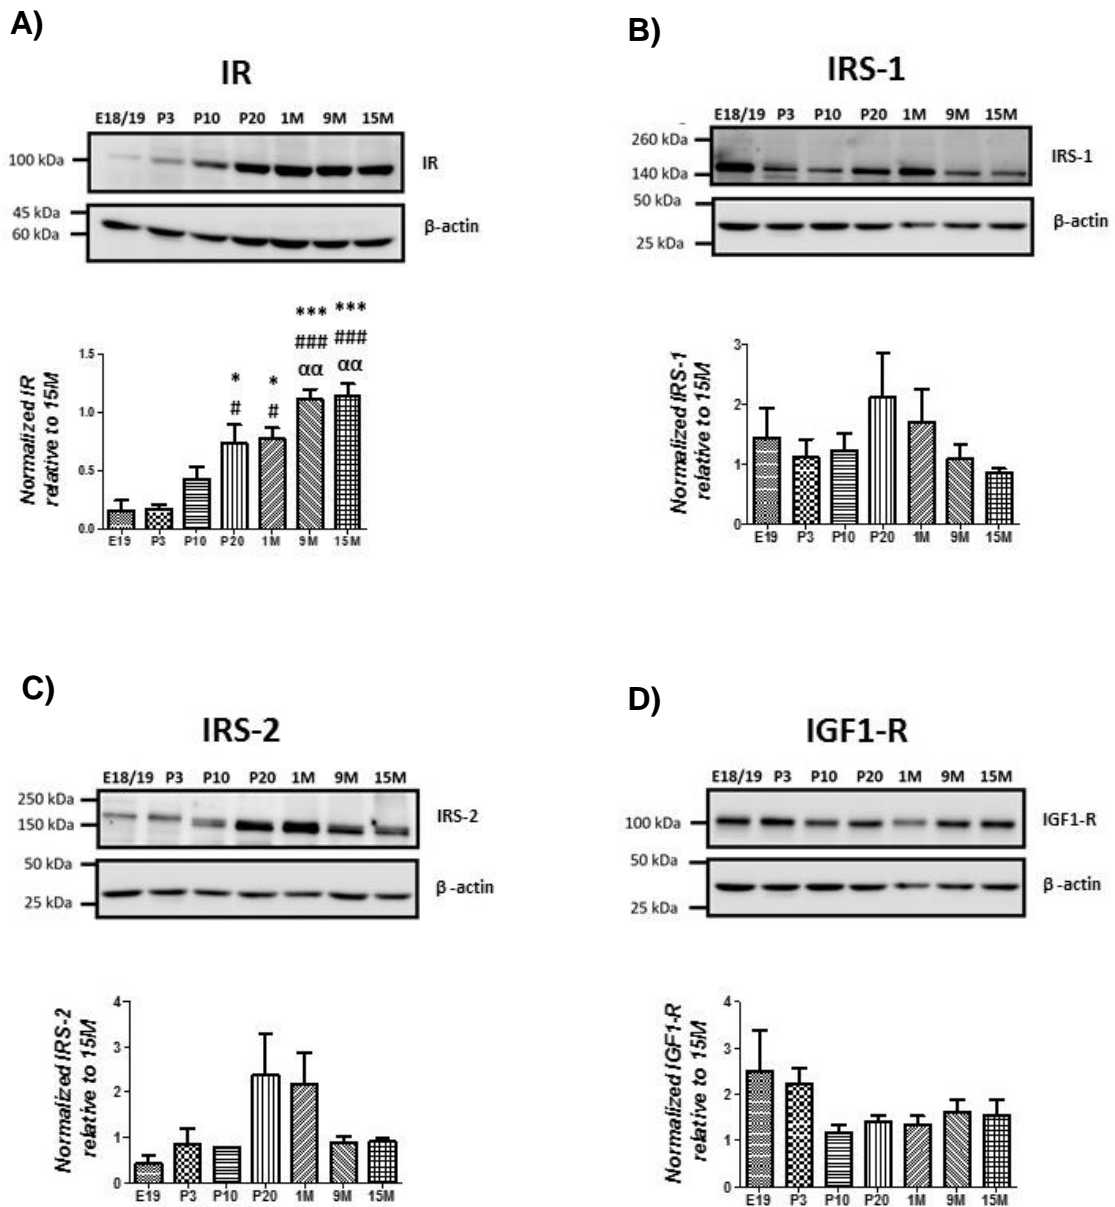 A)
IR
E18/19 P3 P10 P20 1M 9M 15M
100 kDa
IR
45 kDa
60 kDa
β-actin
*** ***
### ###
αα αα
* *
# #
Normalized IR
relative to 15M
1.5
1.0
0.5
0.0
E19 P3 P10 P20 1M 9M 15M
B)
IRS-1
E18/19 P3 P10 P20 1M 9M 15M
260 kDa
140 kDa
IRS-1
50 kDa
25 kDa
β-actin
Normalized IRS-1
relative to 15M
3
2
1
0
E19 P3 P10 P20 1M 9M 15M
C)
IRS-2
E18/19 P3 P10 P20 1M 9M 15M
250 kDa
150 kDa
IRS-2
50 kDa
25 kDa
β -actin
Normalized IRS-2
relative to 15M
4
3
2
1
0
E19 P3 P10 P20 1M 9M 15M
D)
IGF1-R
E18/19 P3 P10 P20 1M 9M 15M
100 kDa
IGF1-R
50 kDa
25 kDa
β -actin
Normalized IGF1-R
relative to 15M
4
3
2
1
0
E19 P3 P10 P20 1M 9M 15M